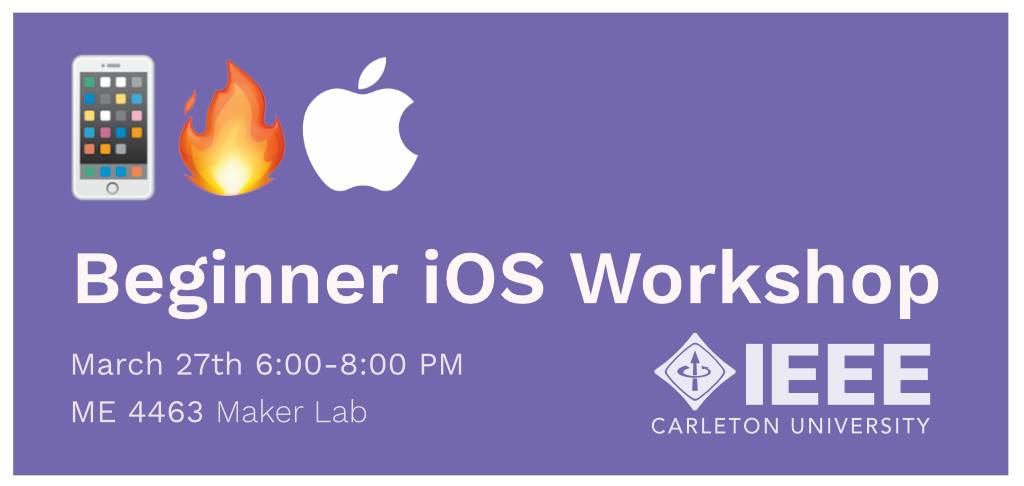 Beginner iOS Workshop
March 27th 6:00-8:00 PM
ME 4463 Maker Lab
IEEE
CARLETON UNIVERSITY